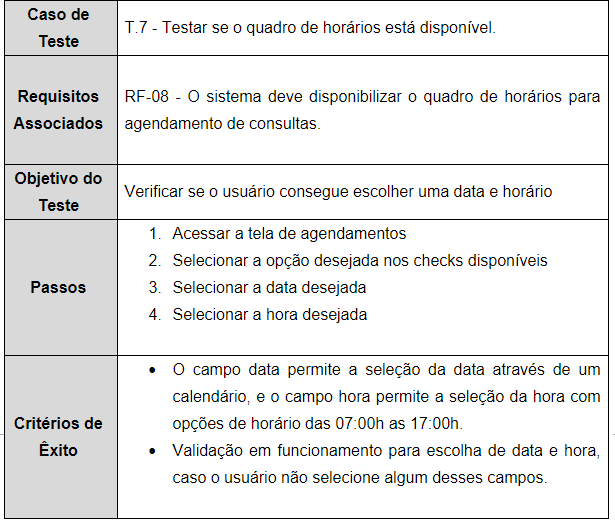 Caso de
Teste
T.7 - Testar se o quadro de horários está disponível.
Requisitos
Associados
RF-08 - O sistema deve disponibilizar o quadro de horários para
agendamento de consultas.
Objetivo do
Teste
Verificar se o usuário consegue escolher uma data e horário
Passos
1. Acessar a tela de agendamentos
2. Selecionar a opção desejada nos checks disponíveis
3. Selecionar a data desejada
4. Selecionar a hora desejada
Critérios de
Êxito
• O campo data permite a seleção da data através de um
calendário, e o campo hora permite a seleção da hora com
opções de horário das 07:00h as 17:00h.
• Validação em funcionamento para escolha de data e hora,
caso o usuário não selecione algum desses campos.